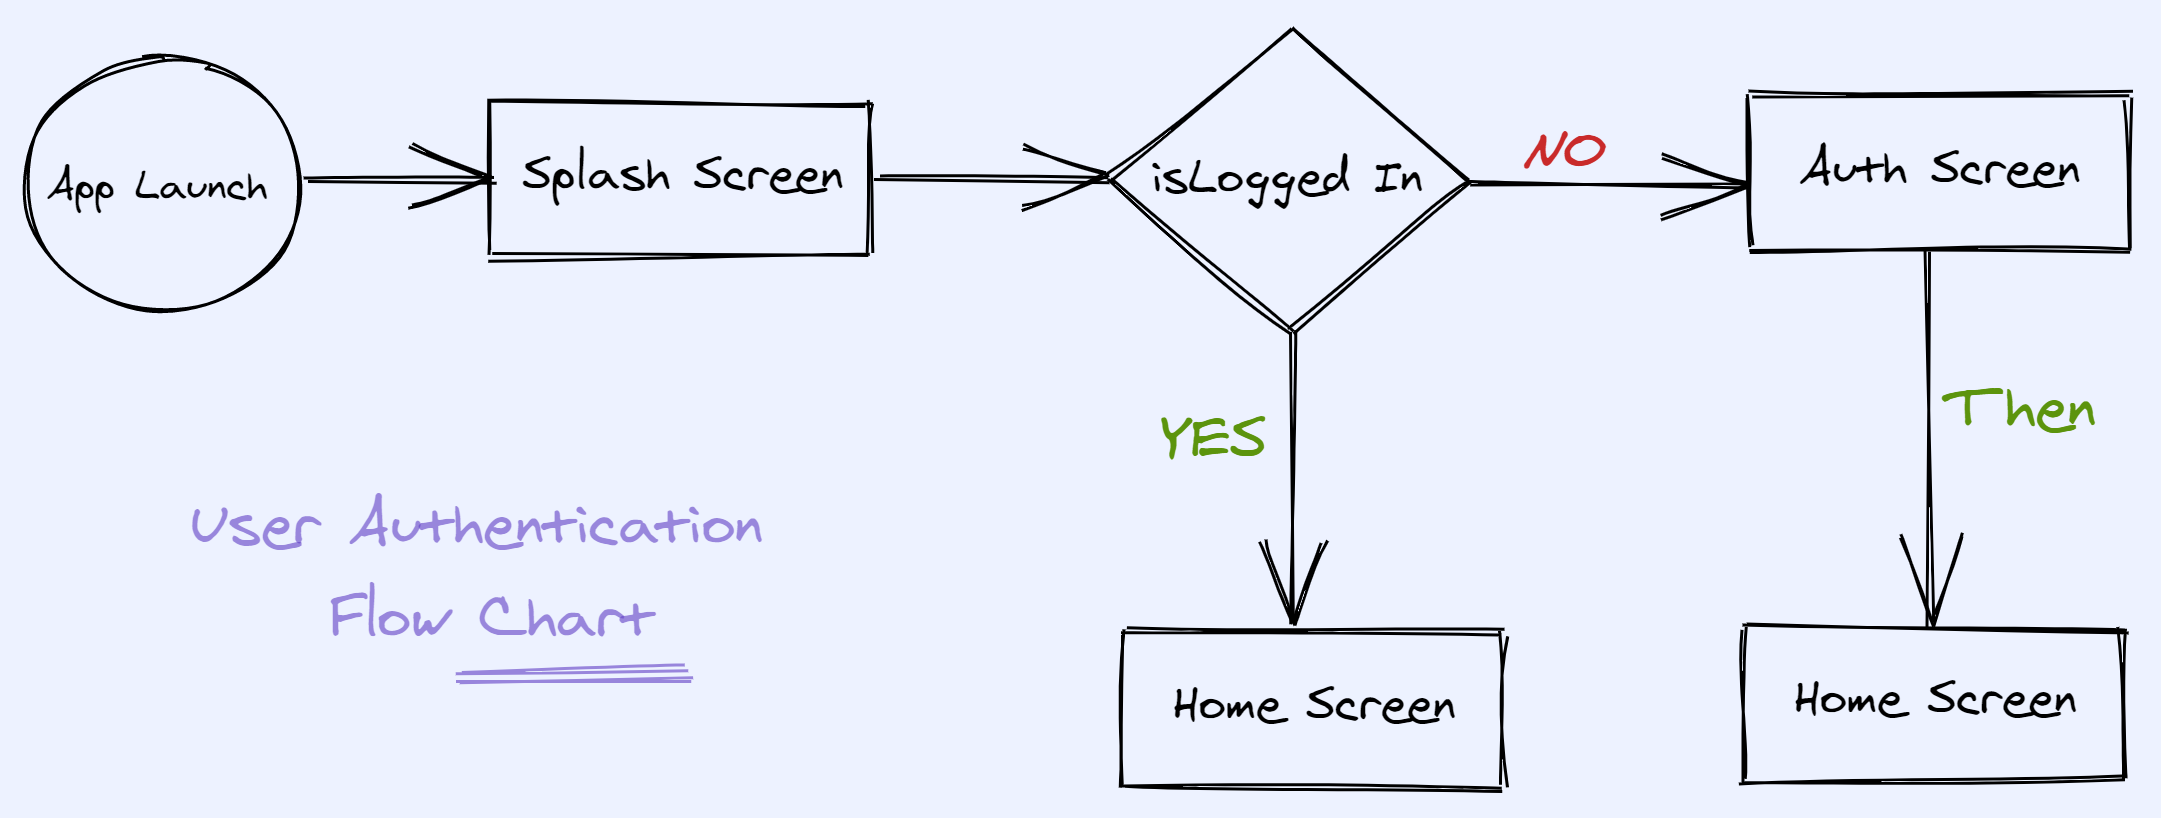 App Launch
Splash Screen
isLogged In
NO
Auth Screen
YES
Then
User Authentication
Flow Chart
Home Screen
Home Screen